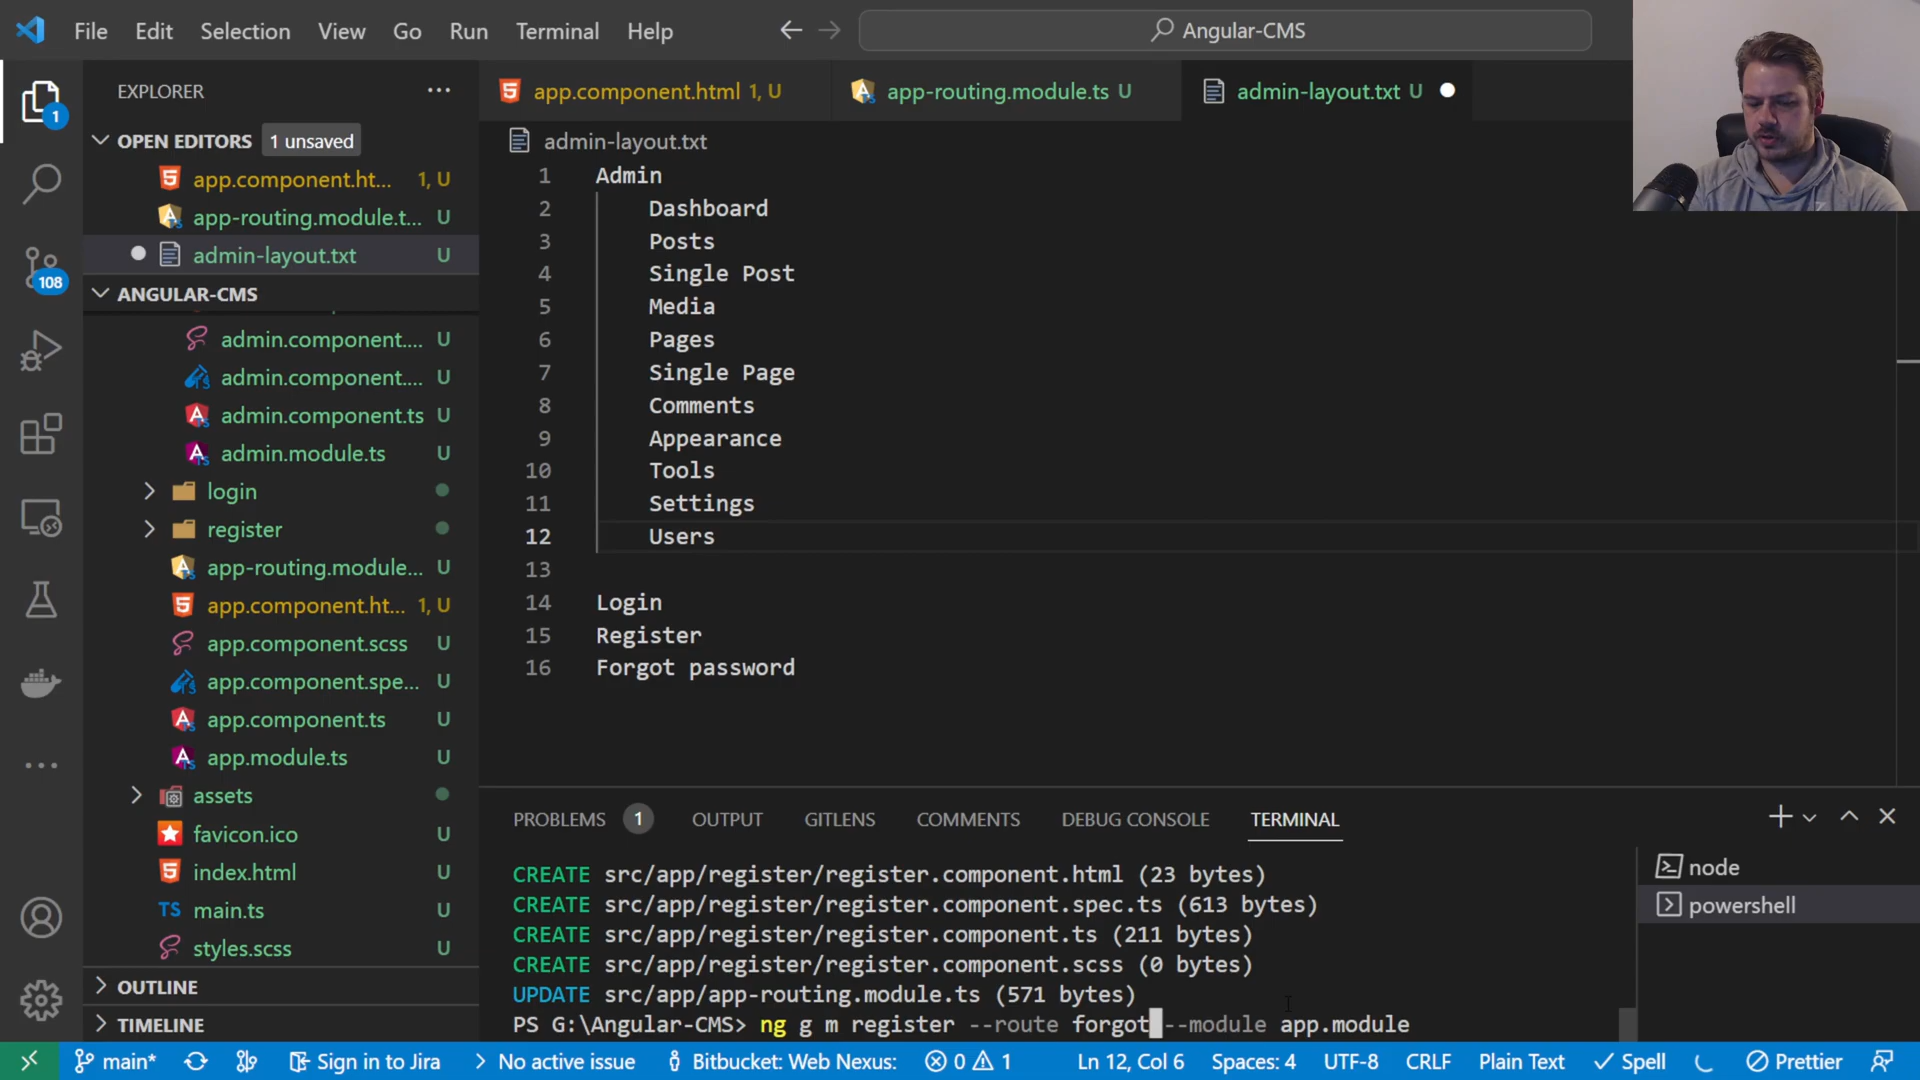 File Edit Selection View Go Run Terminal Help
Angular-CMS
EXPLORER
OPEN EDITORS 1 unsaved
app.component.ht... 1, U
app-routing.module.t... U
admin-layout.txt U
ANGULAR-CMS
admin.component.... U
admin.component.... U
admin.component.ts U
admin.module.ts U
login
register
app-routing.module... U
app.component.ht... 1, U
app.component.scss U
app.component.spe... U
app.component.ts U
app.module.ts U
assets
favicon.ico U
index.html U
TS main.ts U
styles.scss U
OUTLINE
TIMELINE
1
108
app.component.html 1, U
app-routing.module.ts U
admin-layout.txt U
admin-layout.txt
1 Admin
2 Dashboard
3 Posts
4 Single Post
5 Media
6 Pages
7 Single Page
8 Comments
9 Appearance
10 Tools
11 Settings
12 Users
13
14 Login
15 Register
16 Forgot password
PROBLEMS 1 OUTPUT GITLENS COMMENTS DEBUG CONSOLE TERMINAL
CREATE src/app/register/register.component.html (23 bytes)
CREATE src/app/register/register.component.spec.ts (613 bytes)
CREATE src/app/register/register.component.ts (211 bytes)
CREATE src/app/register/register.component.scss (0 bytes)
UPDATE src/app/app-routing.module.ts (571 bytes)
PS G:\Angular-CMS> ng g m register --route forgot --module app.module
node
powershell
main* Sign in to Jira No active issue Bitbucket: Web Nexus: 0 1 Ln 12, Col 6 Spaces: 4 UTF-8 CRLF Plain Text Spell Prettier